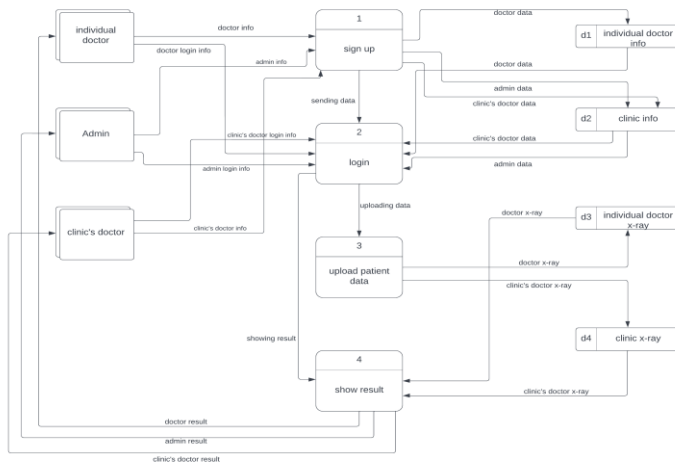 individual
doctor
doctor info
1
sign up
doctor data
d1
individual doctor
info
doctor login info
admin info
doctor data
admin data
sending data
clinic's doctor data
Admin
clinic's doctor login info
2
login
d2
clinic info
clinic's doctor data
admin login info
admin data
clinic's doctor
clinic's doctor info
uploading data
doctor x-ray
d3
individual doctor
x-ray
3
upload patient
data
doctor x-ray
clinic's doctor x-ray
showing result
d4
clinic x-ray
4
show result
clinic's doctor x-ray
doctor result
admin result
clinic's doctor result